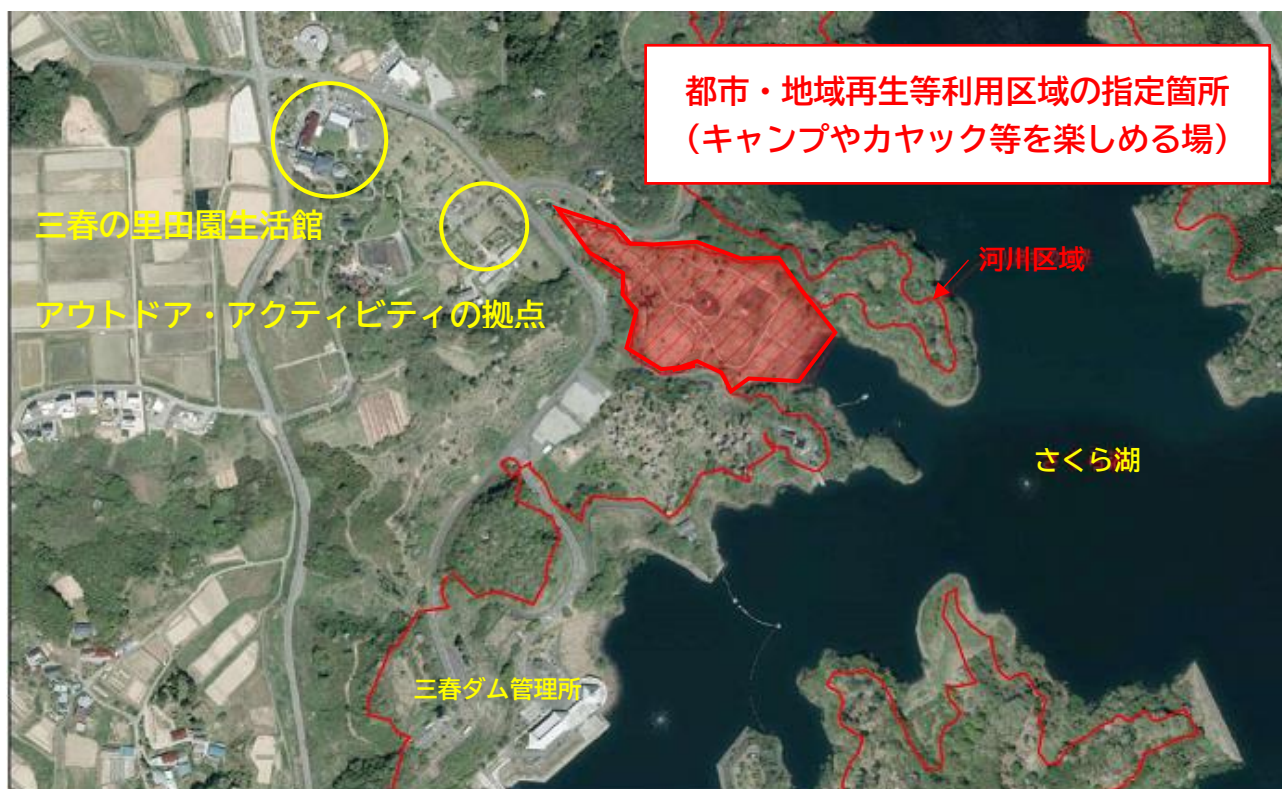 都市・地域再生等利用区域の指定箇所
（キャンプやカヤック等を楽しめる場）
三春の里田園生活館
河川区域
アウトドア・アクティビティの拠点
さくら湖
三春ダム管理所